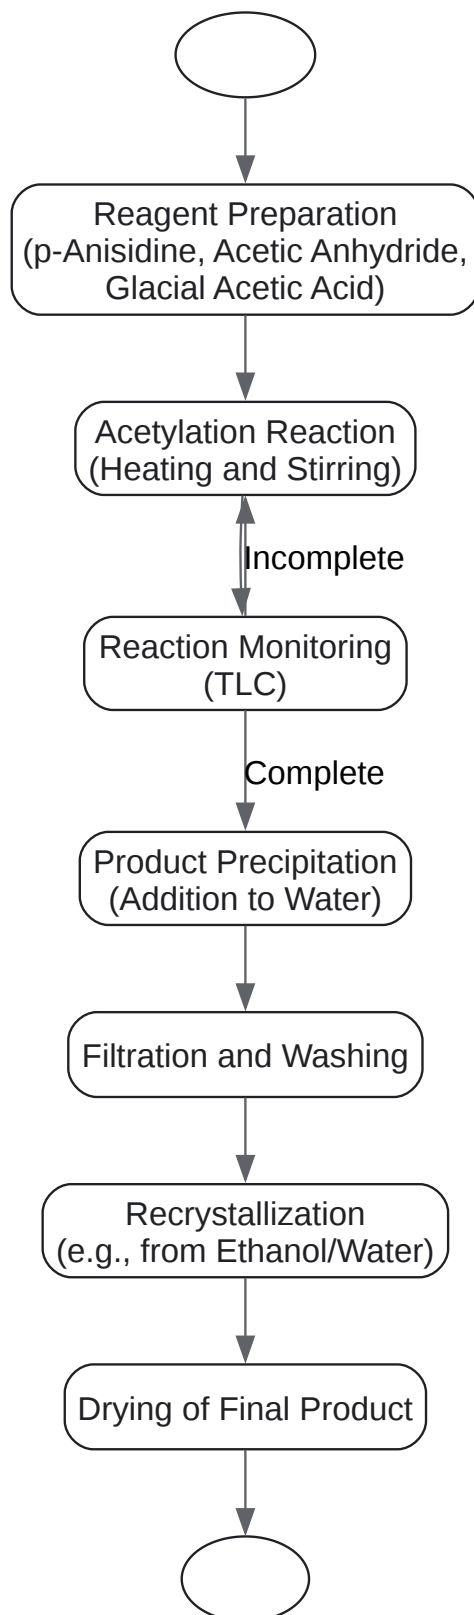 Reagent Preparation
(p-Anisidine, Acetic Anhydride,
Glacial Acetic Acid)
Acetylation Reaction
(Heating and Stirring)
Incomplete
Reaction Monitoring
(TLC)
Complete
Product Precipitation
(Addition to Water)
Filtration and Washing
Recrystallization
(e.g., from Ethanol/Water)
Drying of Final Product